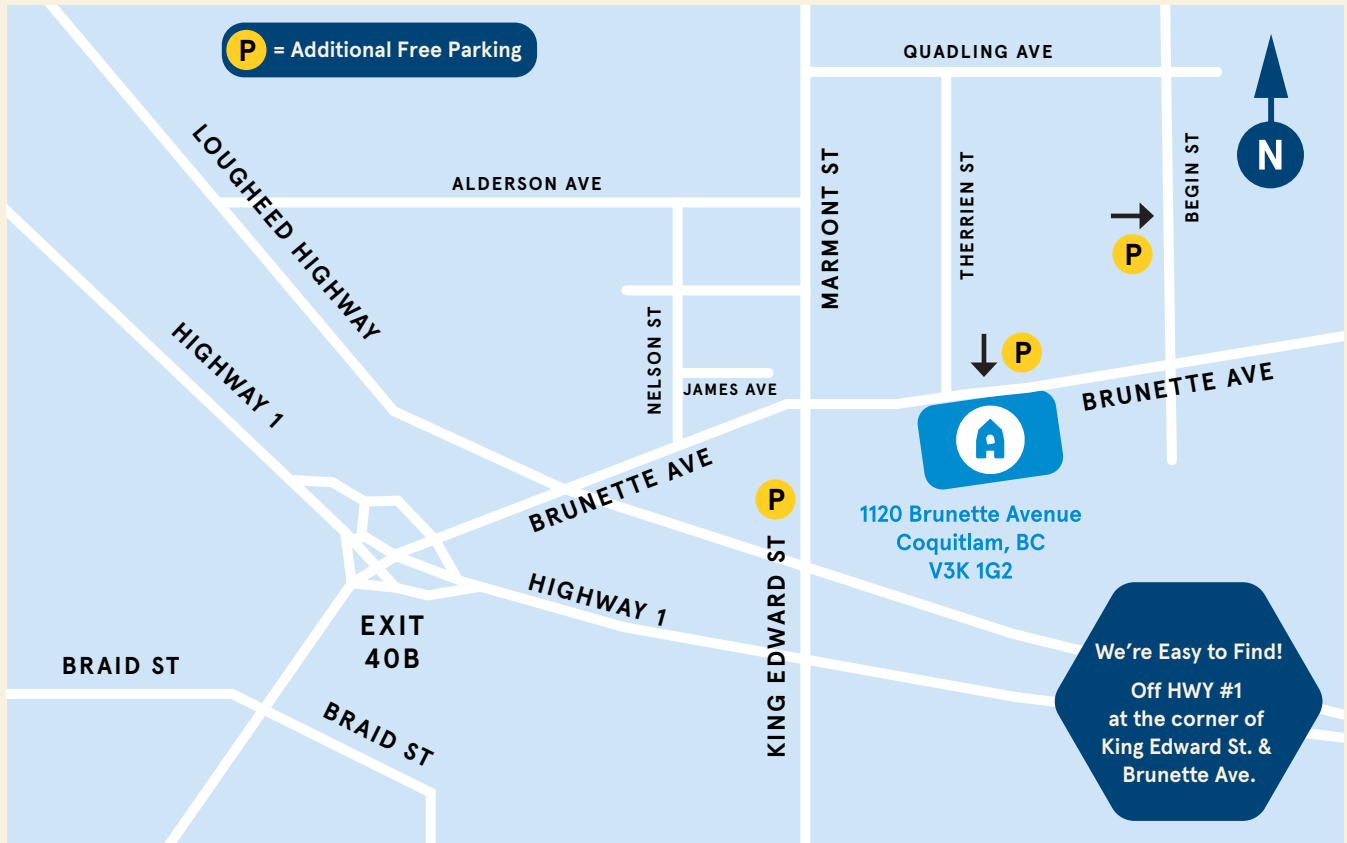 P = Additional Free Parking
QUADLING AVE
N
LOUGHEED HIGHWAY
ALDERSON AVE
MARMONT ST
THERRIEN ST
BEGIN ST
P
HIGHWAY 1
NELSON ST
P
JAMES AVE
BRUNETTE AVE
BRUNETTE AVE
P
1120 Brunette Avenue
Coquitlam, BC
V3K 1G2
HIGHWAY 1
KING EDWARD ST
EXIT
40B
BRAID ST
BRAID ST
We're Easy to Find!
Off HWY #1
at the corner of
King Edward St. &
Brunette Ave.